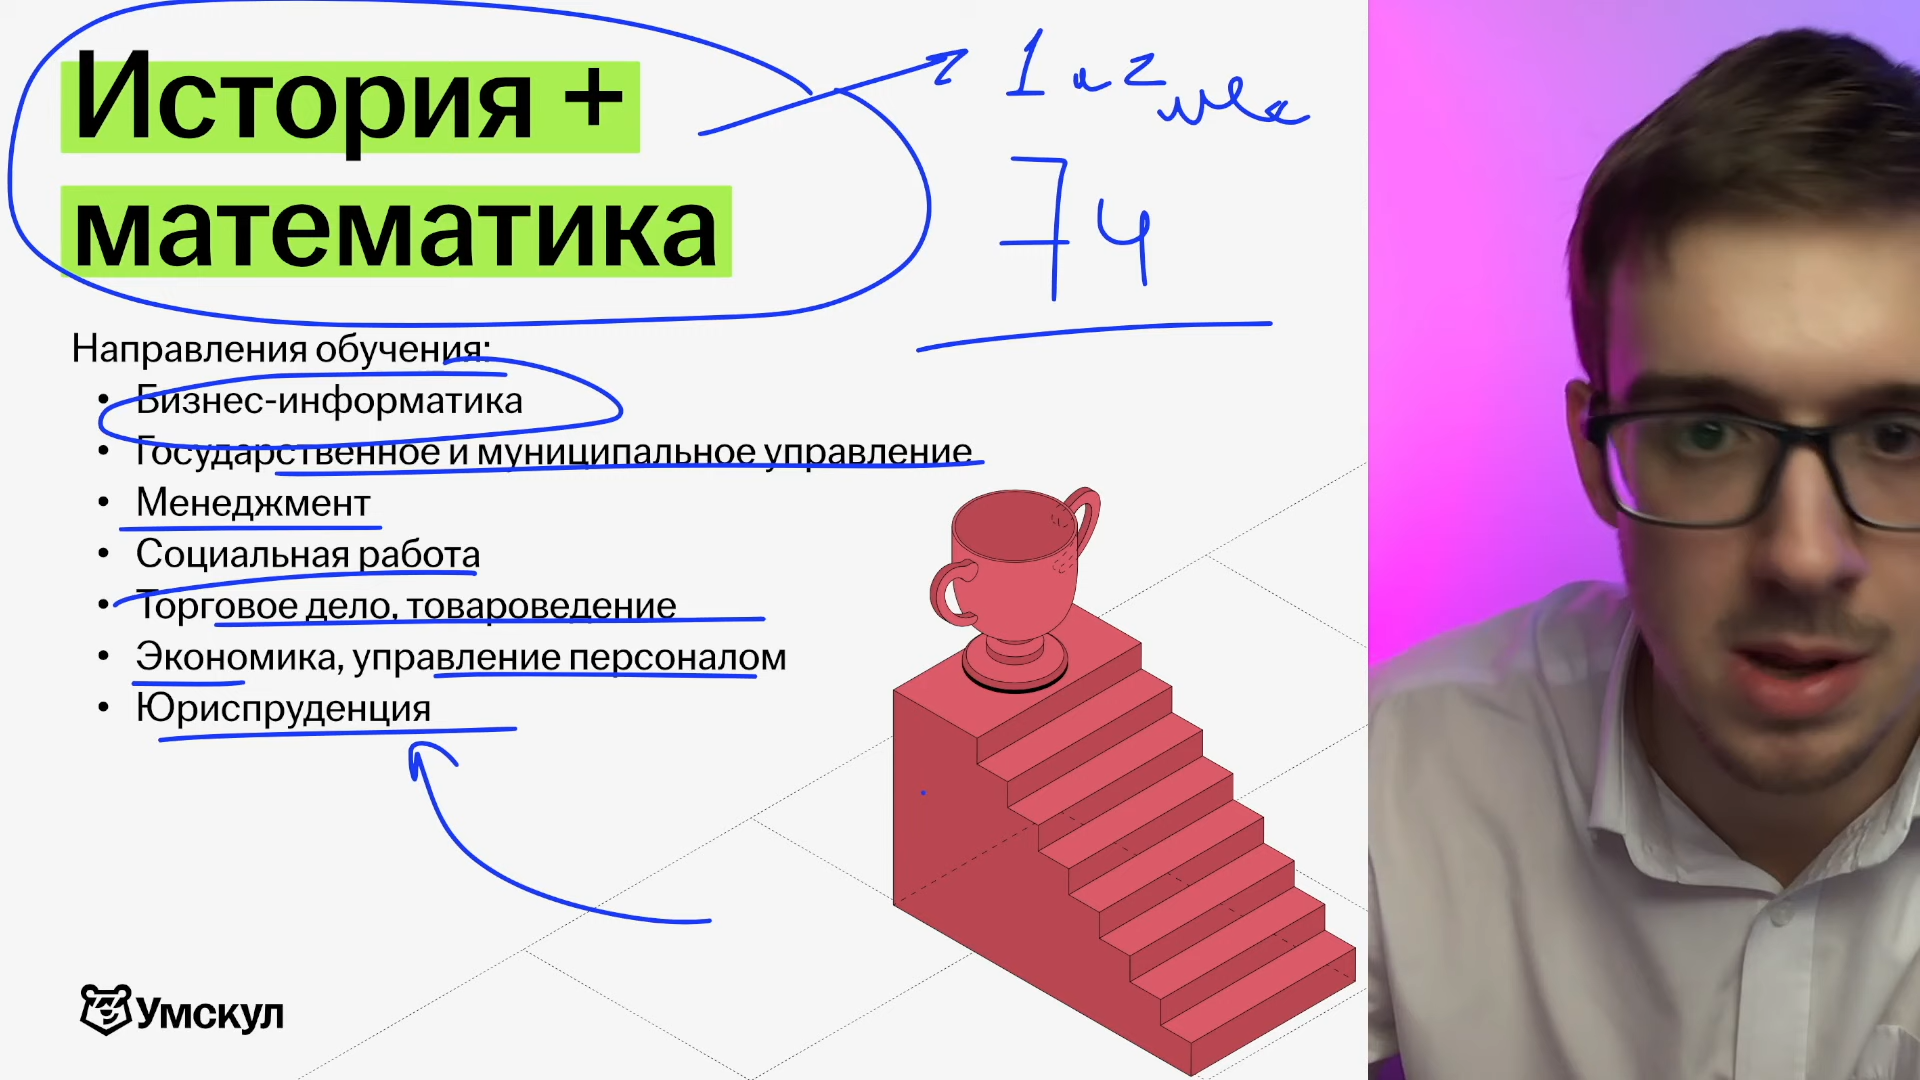 История +
математика
1 и 2
74
Направления обучения:
• Бизнес-информатика
• Государственное и муниципальное управление
• Менеджмент
• Социальная работа
• Торговое дело, товароведение
• Экономика, управление персоналом
• Юриспруденция
Умскул